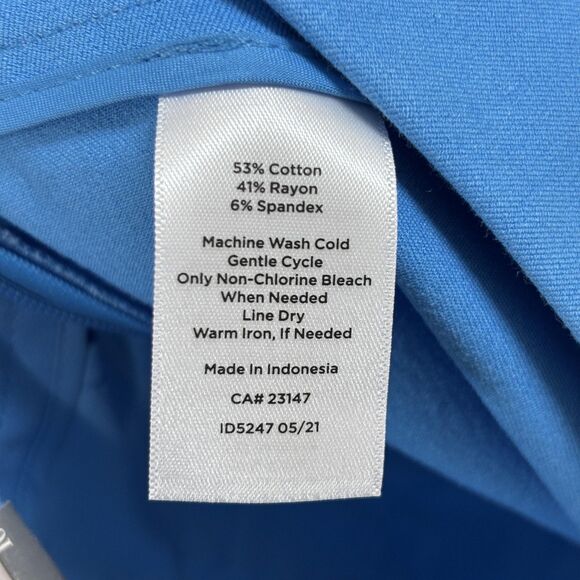 53% Cotton
41% Rayon
6% Spandex
Machine Wash Cold
Gentle Cycle
Only Non-Chlorine Bleach
When Needed
Line Dry
Warm Iron, If Needed
Made in Indonesia
CA# 23147
ID5247 05/21